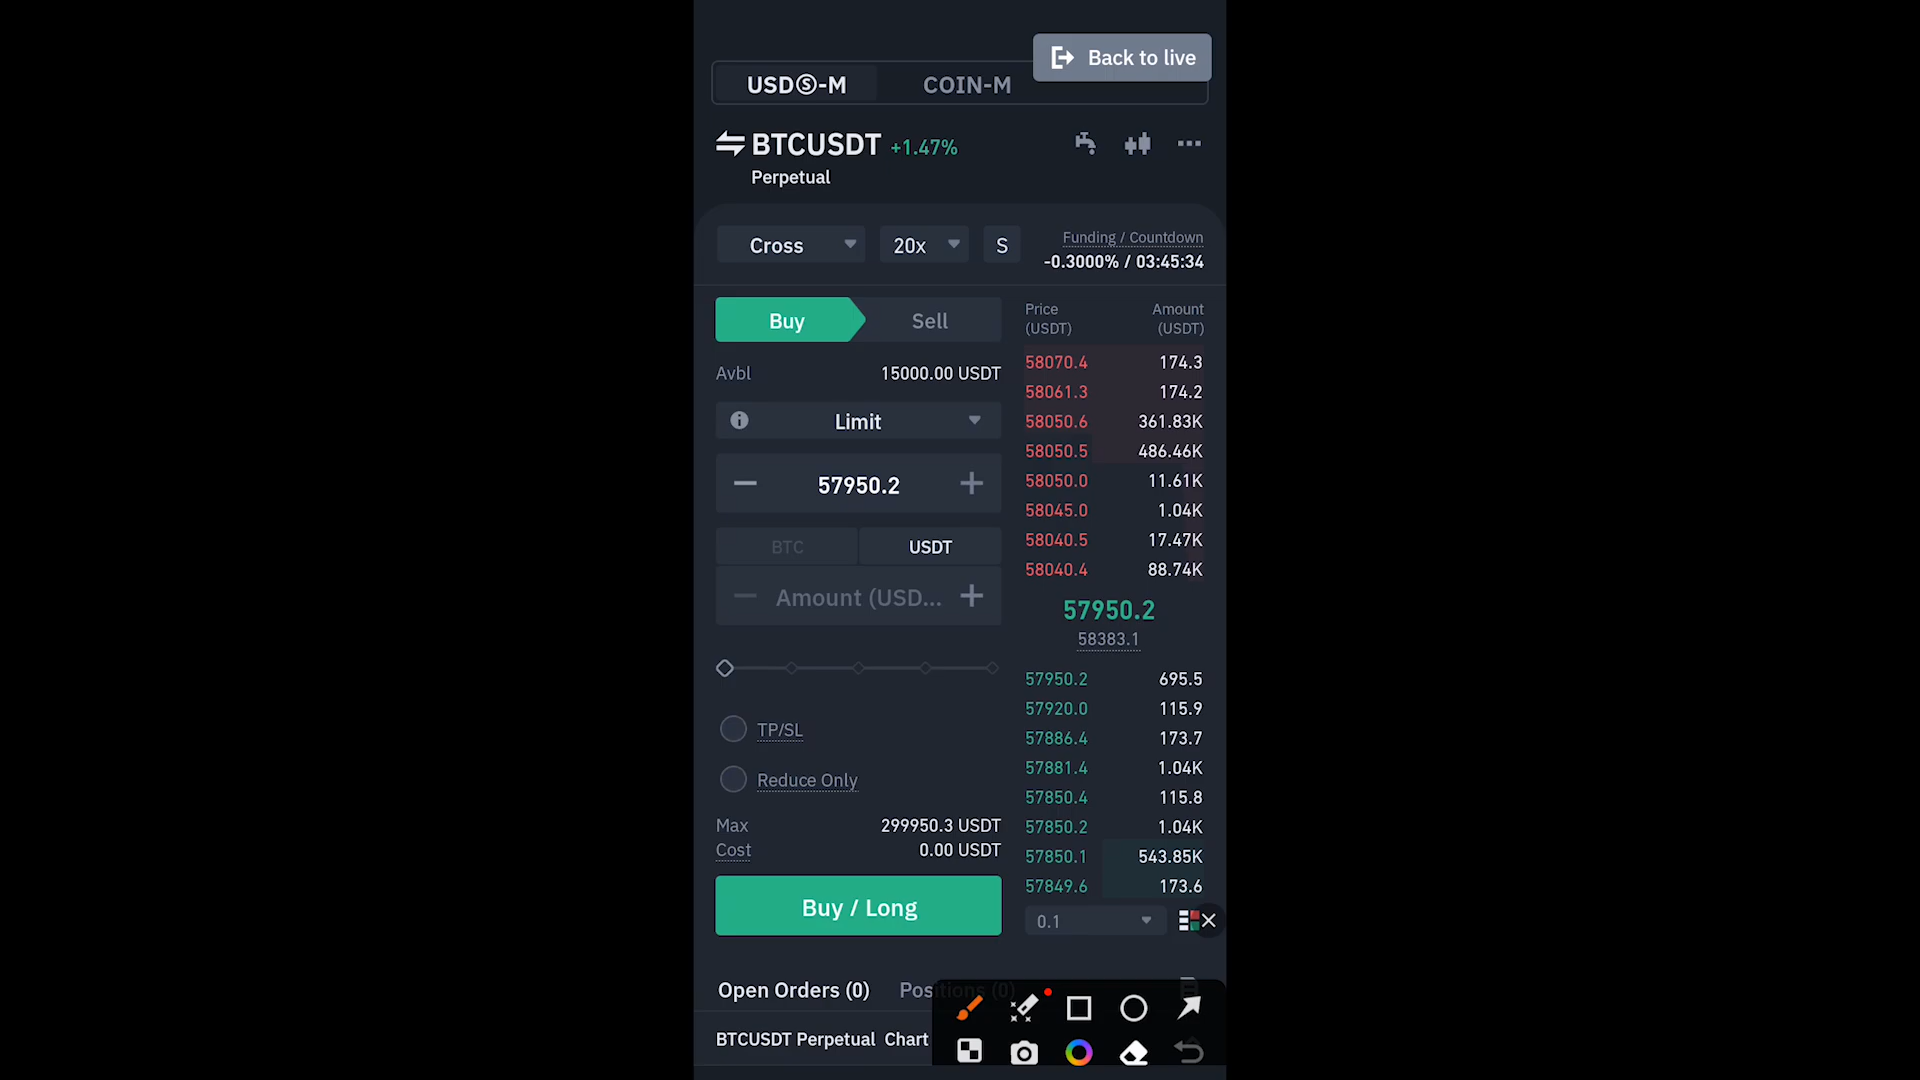 Back to live
USDⓈ-M COIN-M
BTCUSDT +1.47%
Perpetual
Cross 20x S
Funding / Countdown
-0.3000% / 03:45:34
Buy Sell
Avbl 15000.00 USDT
Limit
57950.2
BTC USDT
Amount (USD...
TP/SL
Reduce Only
Max 299950.3 USDT
Cost 0.00 USDT
Buy / Long
Price Amount
(USDT) (USDT)
58070.4 174.3
58061.3 174.2
58050.6 361.83K
58050.5 486.46K
58050.0 11.61K
58045.0 1.04K
58040.5 17.47K
58040.4 88.74K
57950.2
58383.1
57950.2 695.5
57920.0 115.9
57886.4 173.7
57881.4 1.04K
57850.4 115.8
57850.2 1.04K
57850.1 543.85K
57849.6 173.6
0.1
Open Orders (0) Positions (0)
BTCUSDT Perpetual Chart